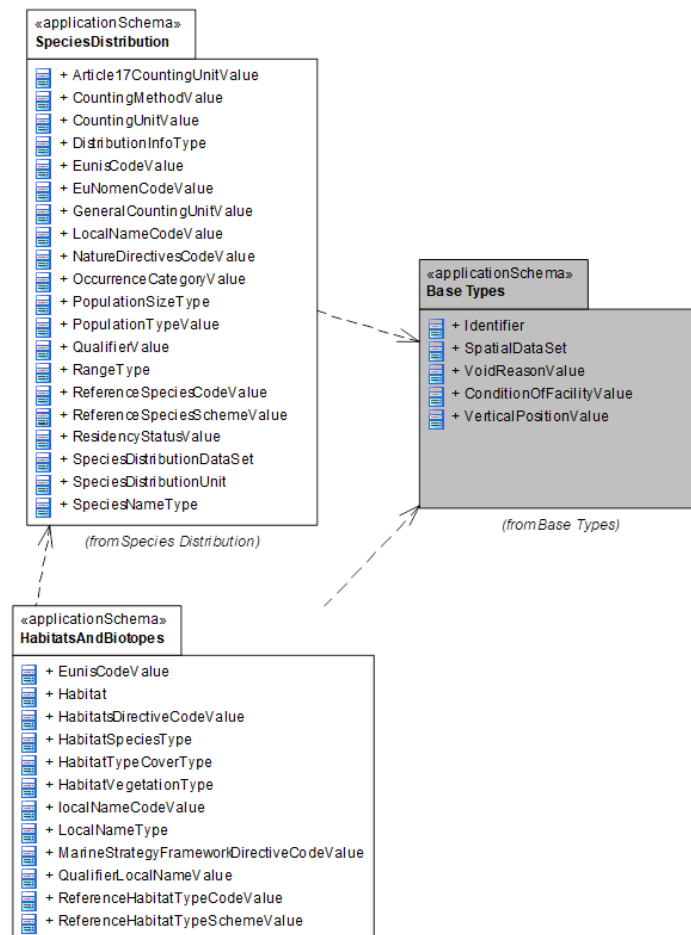 «applicationSchema»
SpeciesDistribution
+ Article17CountingUnitValue
+ CountingMethodValue
+ CountingUnitValue
+ DistributionInfoType
+ EunisCodeValue
+ EuNomenCodeValue
+ GeneralCountingUnitValue
+ LocalNameCodeValue
+ NatureDirectivesCodeValue
+ OccurrenceCategoryValue
+ PopulationSizeType
+ PopulationTypeValue
+ QualifierValue
+ RangeType
+ ReferenceSpeciesCodeValue
+ ReferenceSpeciesSchemeValue
+ ResidencyStatusValue
+ SpeciesDistributionDataSet
+ SpeciesDistributionUnit
+ SpeciesNameType
(from Species Distribution)
«applicationSchema»
Base Types
+ Identifier
+ SpatialDataSet
+ VoidReasonValue
+ ConditionOfFacilityValue
+ VerticalPositionValue
(from Base Types)
«applicationSchema»
HabitatsAndBiotopes
+ EunisCodeValue
+ Habitat
+ HabitatsDirectiveCodeValue
+ HabitatSpeciesType
+ HabitatTypeCoverType
+ HabitatVegetationType
+ localNameCodeValue
+ LocalNameType
+ MarineStrategyFrameworkDirectiveCodeValue
+ QualifierLocalNameValue
+ ReferenceHabitatTypeCodeValue
+ ReferenceHabitatTypeSchemeValue